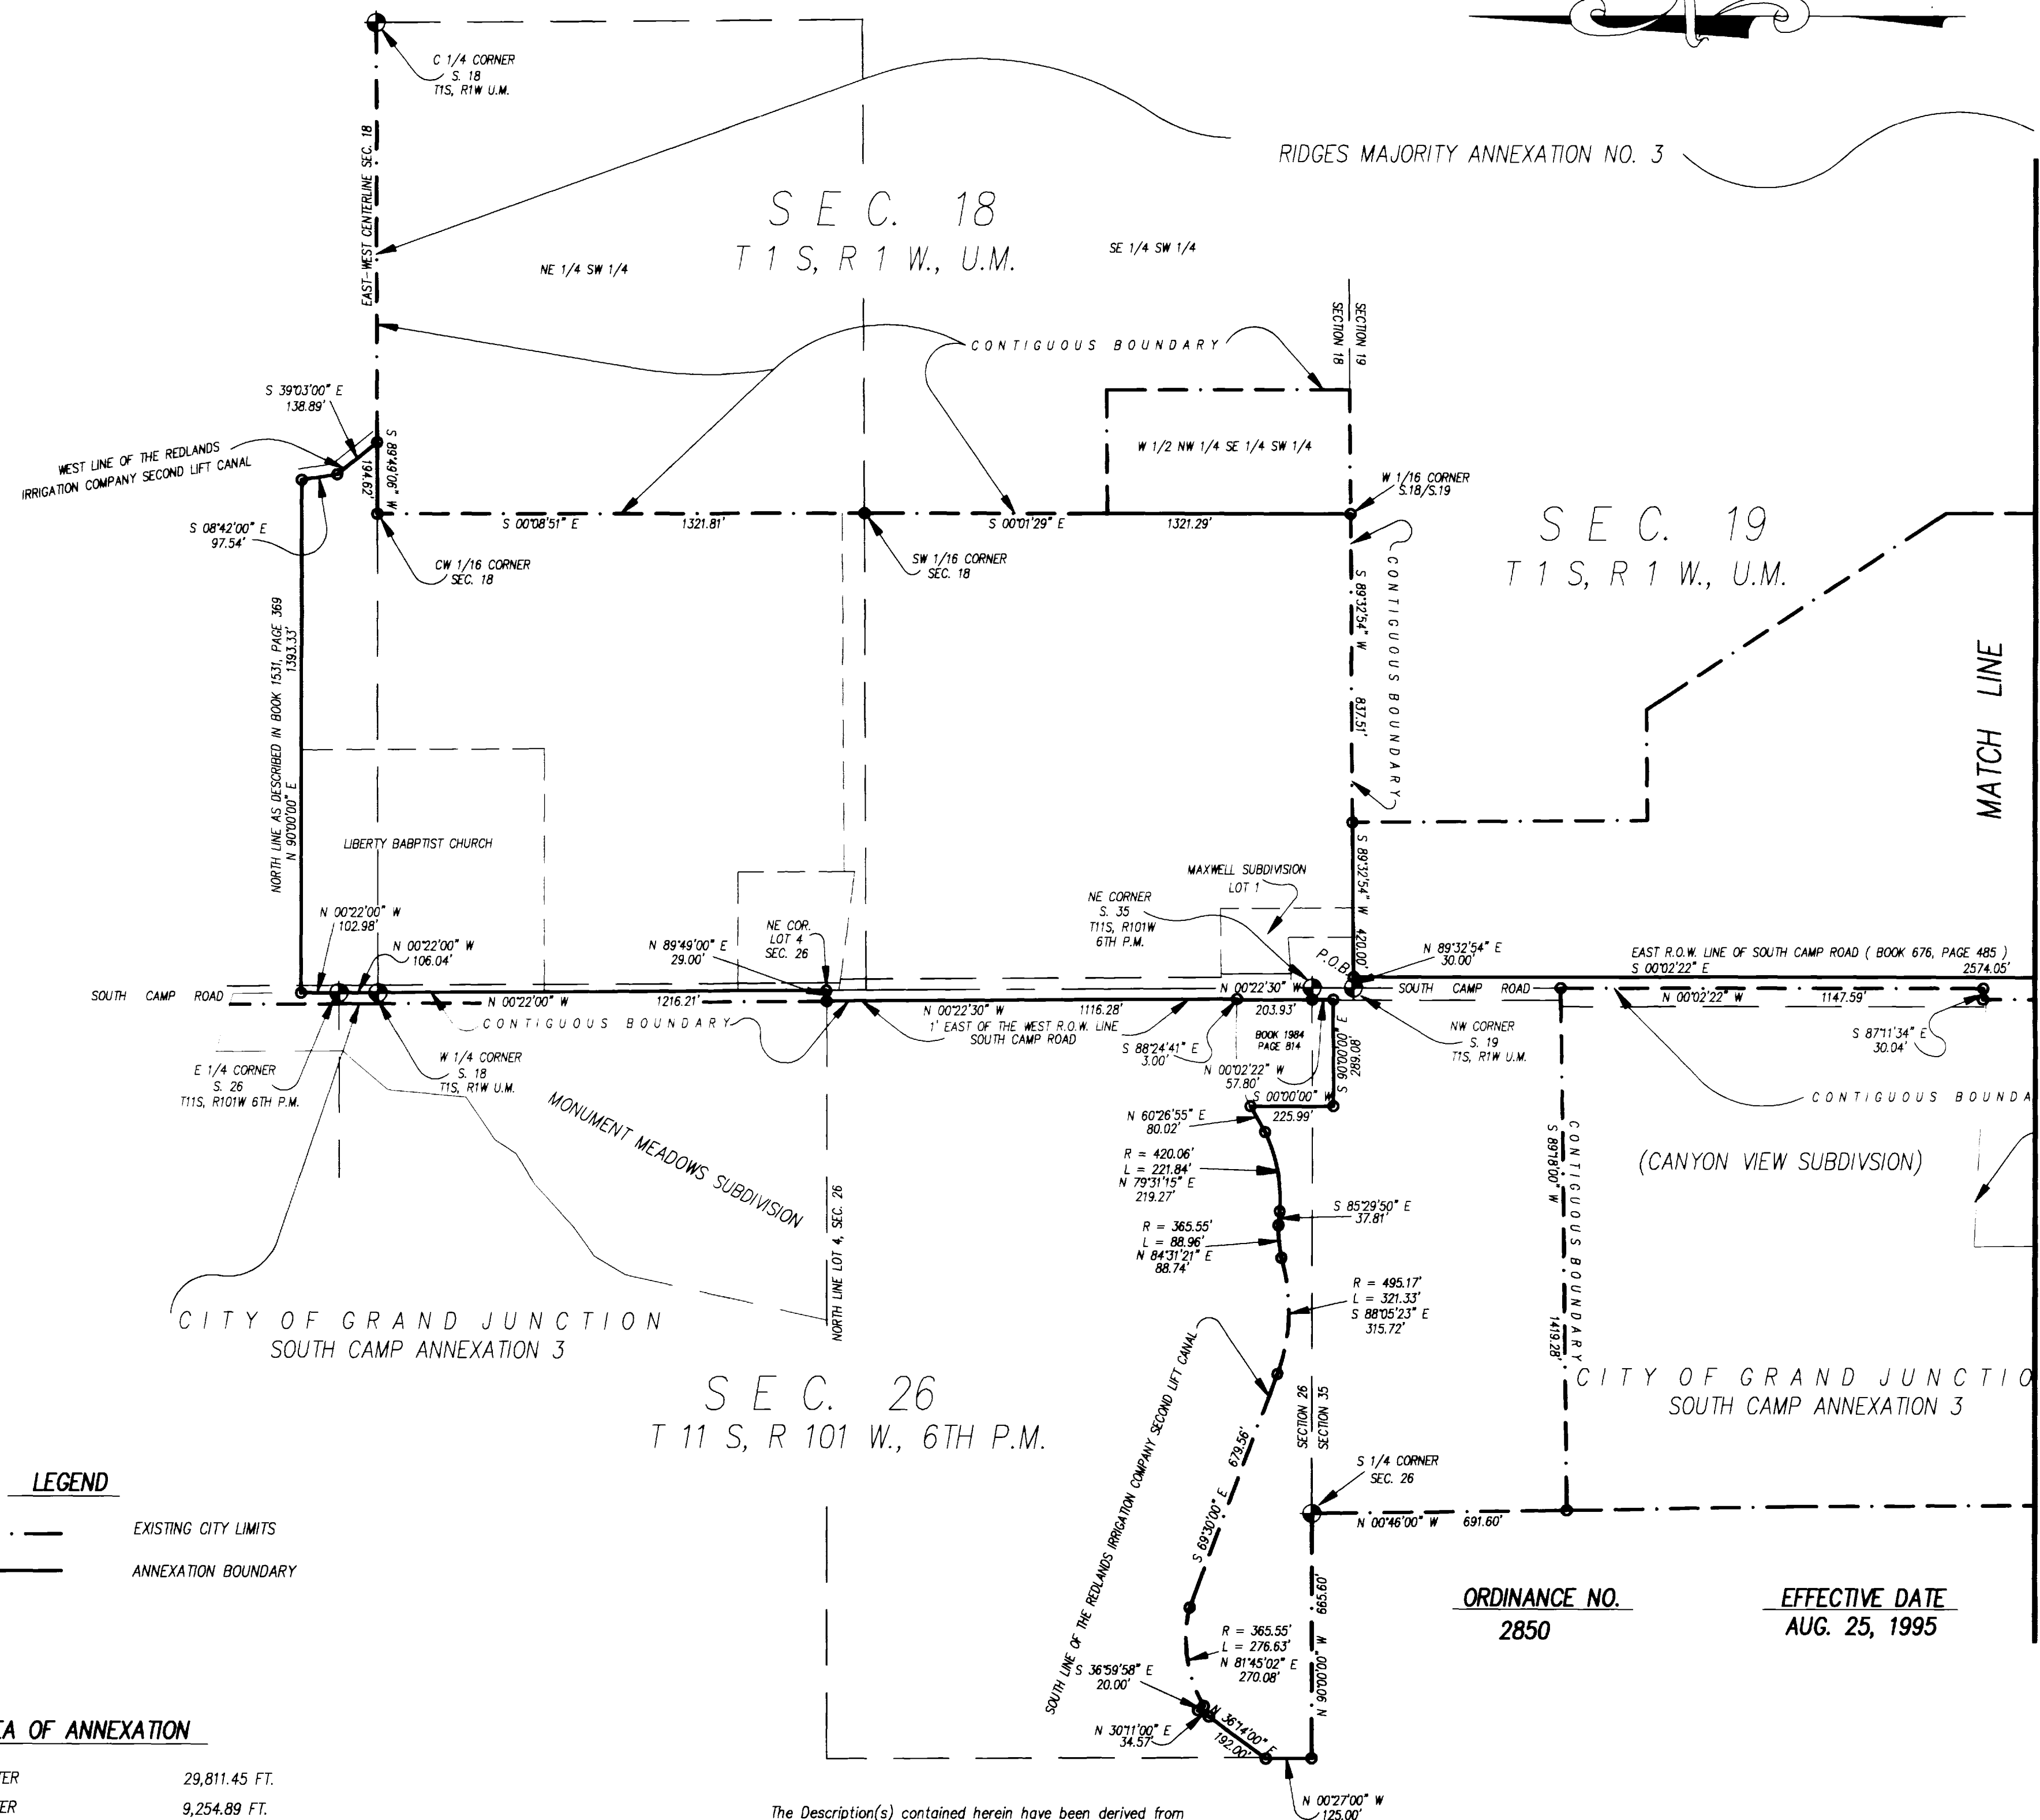 C 1/4 CORNER
S. 18
T1S, R1W U.M.
EAST-WEST CENTERLINE SEC. 18
RIDGES MAJORITY ANNEXATION NO. 3
SEC. 18
T 1 S, R 1 W., U.M.
NE 1/4 SW 1/4
SE 1/4 SW 1/4
SECTION 18
SECTION 19
CONTIGUOUS BOUNDARY
S 39°03'00" E
138.89'
WEST LINE OF THE REDLANDS
IRRIGATION COMPANY SECOND LIFT CANAL
S 89°49'06" W
194.62'
W 1/2 NW 1/4 SE 1/4 SW 1/4
W 1/16 CORNER
S.18/S.19
S 08°42'00" E
97.54'
S 00°08'51" E
1321.81'
S 00°01'29" E
1321.29'
CW 1/16 CORNER
SEC. 18
SW 1/16 CORNER
SEC. 18
SEC. 19
T 1 S, R 1 W., U.M.
CONTIGUOUS BOUNDARY
S 89°32'54" W
837.51'
NORTH LINE AS DESCRIBED IN BOOK 1531, PAGE 369
N 90°00'00" E
1393.33'
MATCH LINE
LIBERTY BABPTIST CHURCH
MAXWELL SUBDIVISION
LOT 1
S 89°32'54" W
420.00'
NE CORNER
S. 35
T11S, R101W
6TH P.M.
N 00°22'00" W
102.98'
N 00°22'00" W
106.04'
N 89°49'00" E
29.00'
NE COR.
LOT 4
SEC. 26
P.O.B.
N 89°32'54" E
30.00'
EAST R.O.W. LINE OF SOUTH CAMP ROAD ( BOOK 676, PAGE 485 )
S 00°02'22" E
2574.05'
SOUTH CAMP ROAD
N 00°22'00" W
1216.21'
N 00°22'30" W
SOUTH CAMP ROAD
CONTIGUOUS BOUNDARY
N 00°22'30" W
1116.28'
203.93'
N 00°02'22" W
1147.59'
1' EAST OF THE WEST R.O.W. LINE
SOUTH CAMP ROAD
S 88°24'41" E
3.00'
BOOK 1984
PAGE 814
NW CORNER
S. 19
T1S, R1W U.M.
S 87°11'34" E
30.04'
E 1/4 CORNER
S. 26
T11S, R101W 6TH P.M.
W 1/4 CORNER
S. 18
T1S, R1W U.M.
N 00°02'22" W
57.80'
S 90°00'00" E
289.08'
S 00°00'00" W
225.99'
CONTIGUOUS BOUNDA
MONUMENT MEADOWS SUBDIVISION
N 60°26'55" E
80.02'
R = 420.06'
L = 221.84'
N 79°31'15" E
219.27'
CONTIGUOUS BOUNDARY
S 89°18'00" W
1419.28'
(CANYON VIEW SUBDIVSION)
NORTH LINE LOT 4, SEC. 26
S 85°29'50" E
37.81'
R = 365.55'
L = 88.96'
N 84°31'21" E
88.74'
R = 495.17'
L = 321.33'
S 88°05'23" E
315.72'
CITY OF GRAND JUNCTION
SOUTH CAMP ANNEXATION 3
SOUTH LINE OF THE REDLANDS IRRIGATION COMPANY SECOND LIFT CANAL
SEC. 26
T 11 S, R 101 W., 6TH P.M.
SECTION 26
SECTION 35
CITY OF GRAND JUNCTIO
SOUTH CAMP ANNEXATION 3
S 69°30'00" E
679.56'
S 1/4 CORNER
SEC. 26
LEGEND
EXISTING CITY LIMITS
ANNEXATION BOUNDARY
N 00°46'00" W
691.60'
N 90°00'00" W
665.60'
ORDINANCE NO.
2850
EFFECTIVE DATE
AUG. 25, 1995
R = 365.55'
L = 276.63'
N 81°45'02" E
270.08'
S 36°59'58" E
20.00'
N 30°11'00" E
34.57'
N 36°14'00" E
192.00'
EA OF ANNEXATION
TER 29,811.45 FT.
ER 9,254.89 FT.
N 00°27'00" W
125.00'
The Description(s) contained herein have been derived from